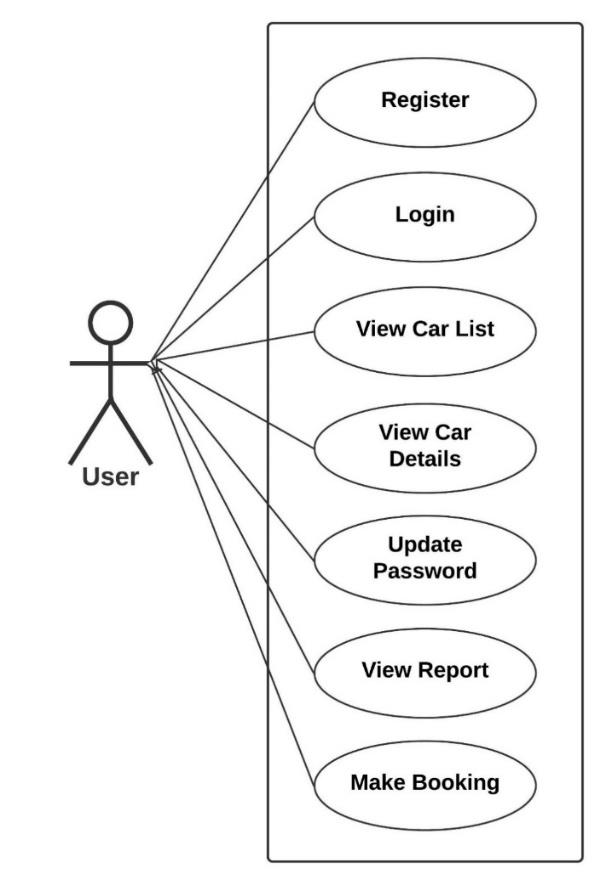 Register
Login
View Car List
View Car
Details
User
Update
Password
View Report
Make Booking